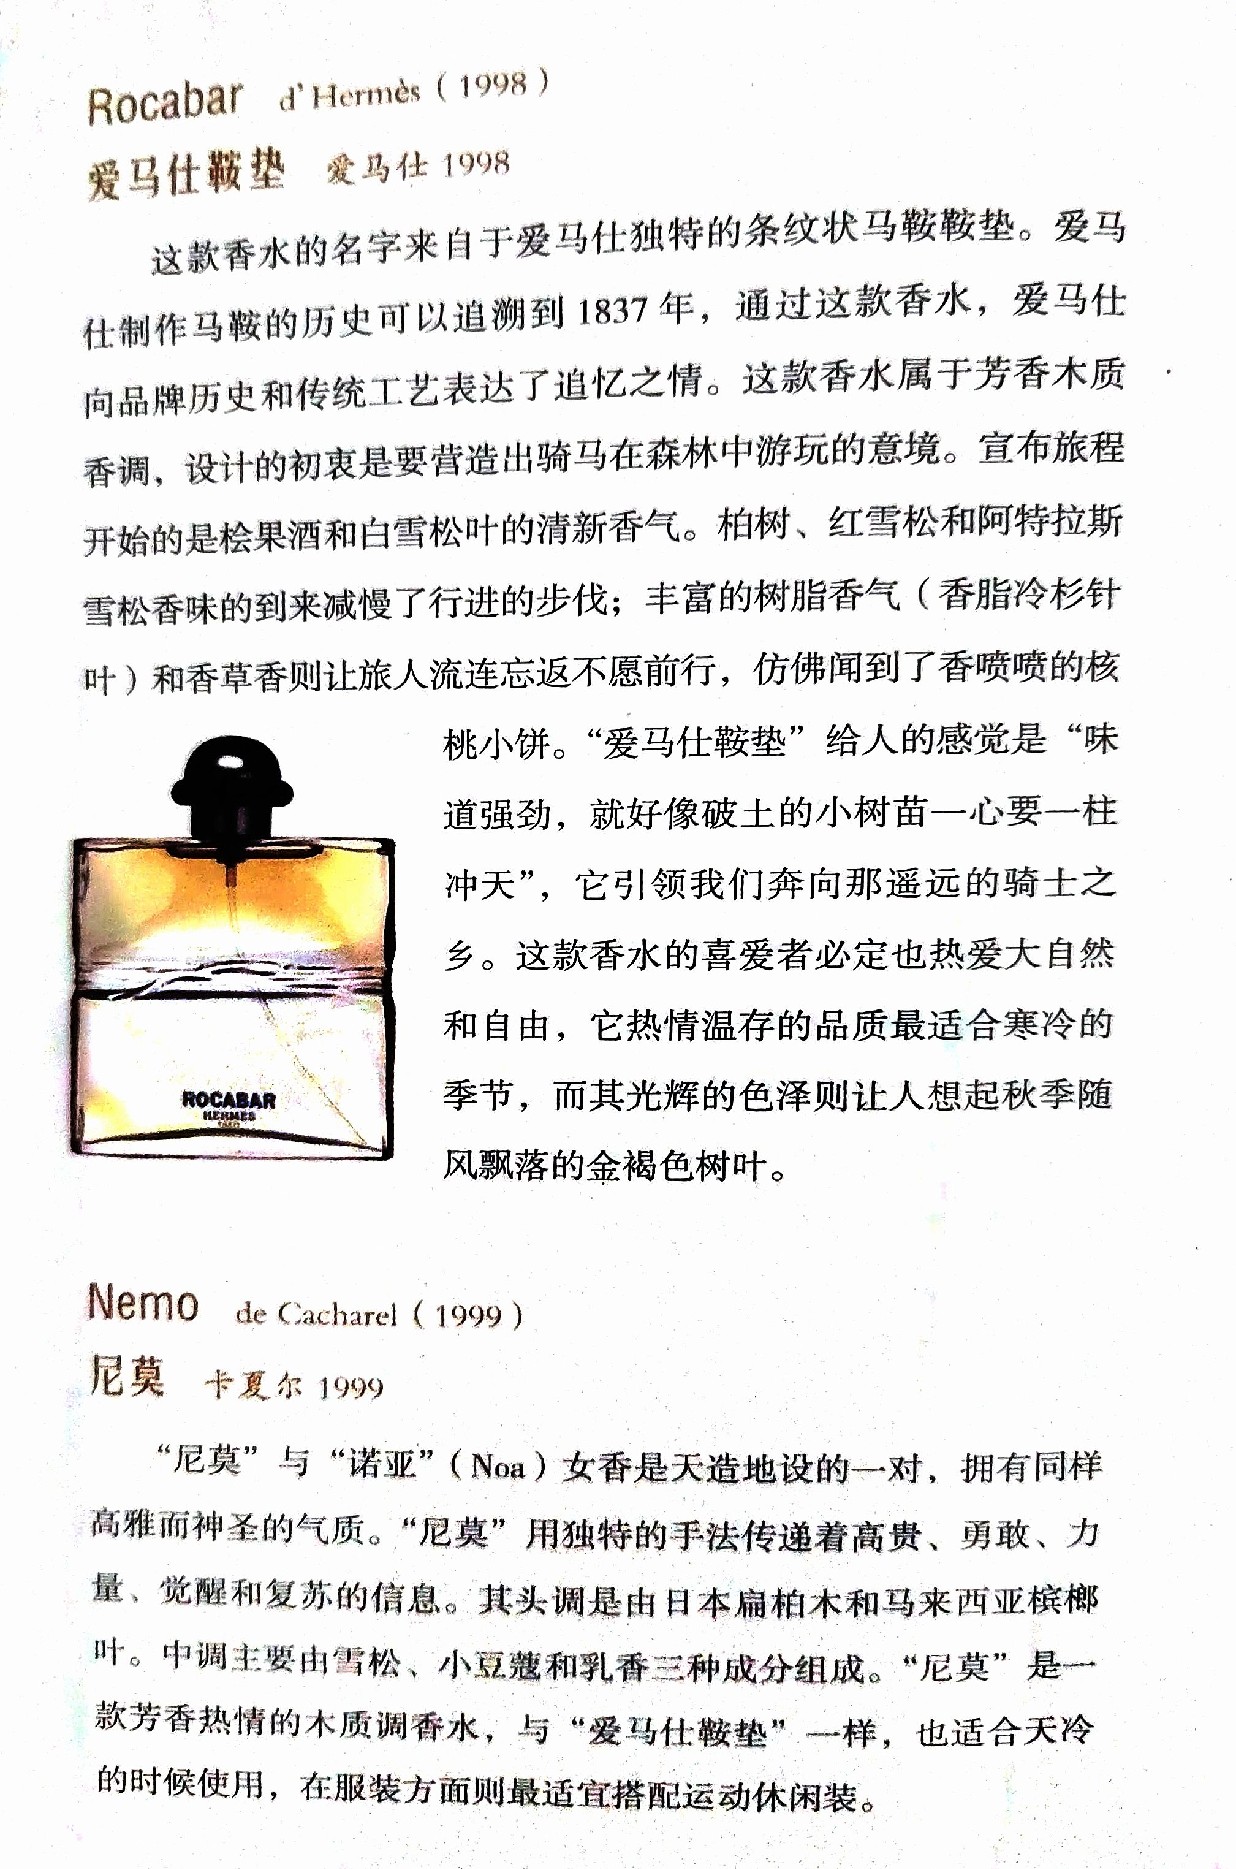 Rocabar d'Hermès（1998）
爱马仕鞍垫 爱马仕 1998
这款香水的名字来自于爱马仕独特的条纹状马鞍鞍垫。爱马
仕制作马鞍的历史可以追溯到 1837 年，通过这款香水，爱马仕
向品牌历史和传统工艺表达了追忆之情。这款香水属于芳香木质
香调，设计的初衷是要营造出骑马在森林中游玩的意境。宣布旅程
开始的是桧果酒和白雪松叶的清新香气。柏树、红雪松和阿特拉斯
雪松香味的到来减慢了行进的步伐；丰富的树脂香气（香脂冷杉针
叶）和香草香则让旅人流连忘返不愿前行，仿佛闻到了香喷喷的核
桃小饼。“爱马仕鞍垫”给人的感觉是“味
道强劲，就好像破土的小树苗一心要一柱
冲天”，它引领我们奔向那遥远的骑士之
乡。这款香水的喜爱者必定也热爱大自然
和自由，它热情温存的品质最适合寒冷的
季节，而其光辉的色泽则让人想起秋季随
风飘落的金褐色树叶。
ROCABAR
HERMES
Nemo de Cacharel（1999）
尼莫 卡夏尔 1999
“尼莫”与“诺亚”（Noa）女香是天造地设的一对，拥有同样
高雅而神圣的气质。“尼莫”用独特的手法传递着高贵、勇敢、力
量、觉醒和复苏的信息。其头调是由日本扁柏木和马来西亚槟榔
叶。中调主要由雪松、小豆蔻和乳香三种成分组成。“尼莫”是一
款芳香热情的木质调香水，与“爱马仕鞍垫”一样，也适合天冷
的时候使用，在服装方面则最适宜搭配运动休闲装。